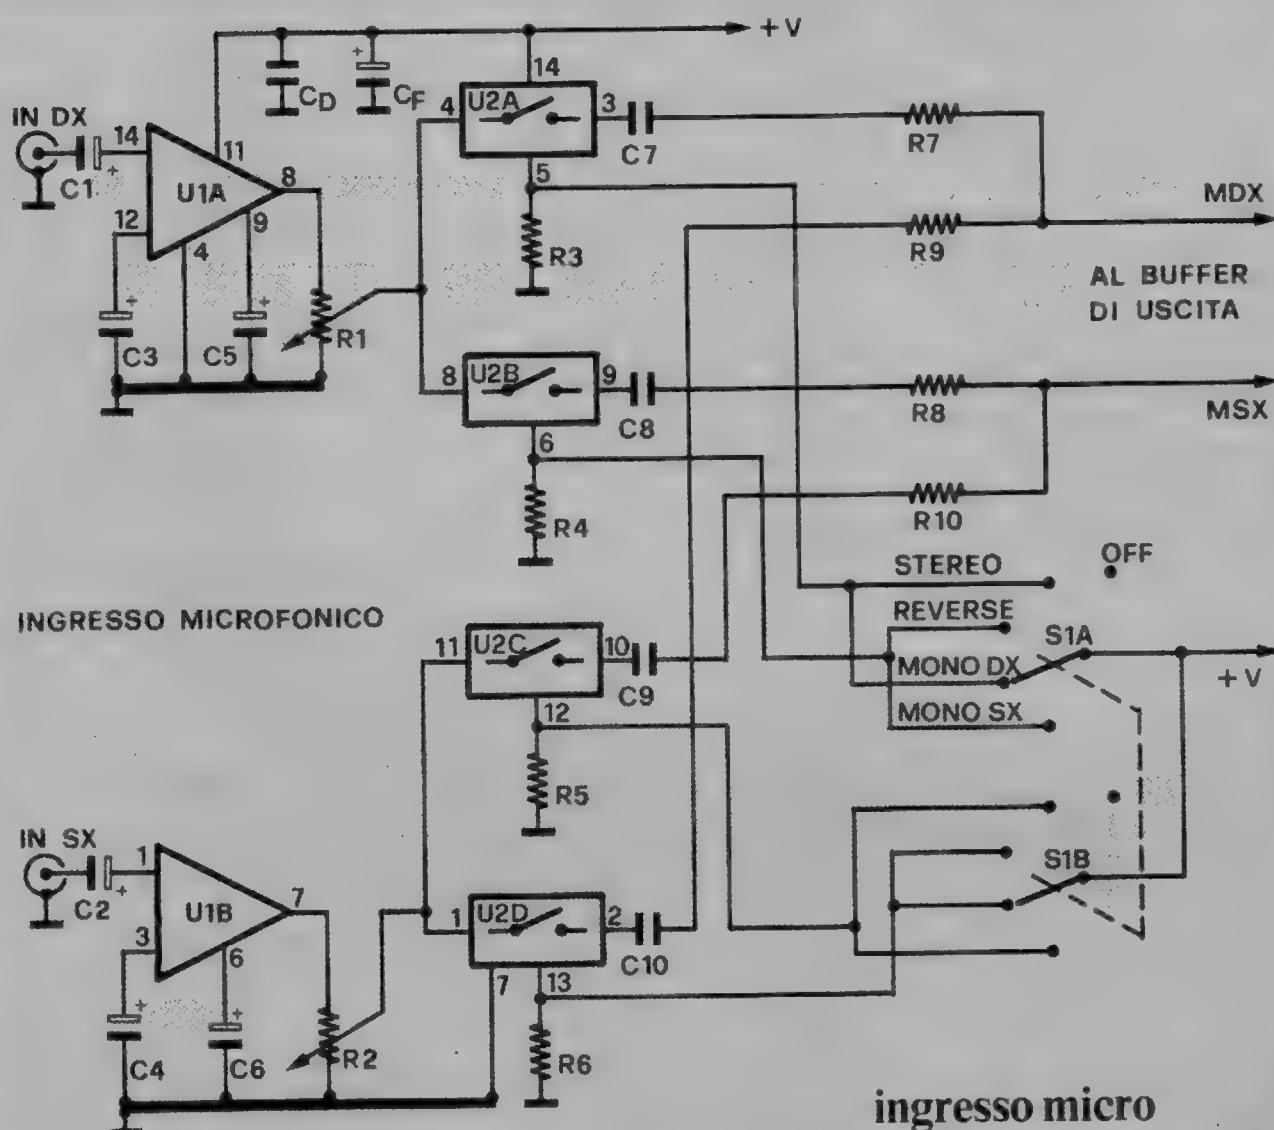 +V
14
IN DX
+
CD
CF
U2A
4
3
C7
R7
14
11
8
C1
+
U1A
5
MDX
12
9
4
R3
R9
AL BUFFER
DI USCITA
+
+
C3
C5
R1
8
U2B
9
C8
R8
MSX
6
R4
R10
OFF
STEREO
INGRESSO MICROFONICO
REVERSE
S1A
11
U2C
10
MONO DX
+V
C9
MONO SX
12
R5
IN SX
1
7
S1B
C2
+
U1B
1
U2D
2
3
6
C10
7
13
+
+
C4
C6
R2
R6
ingresso micro